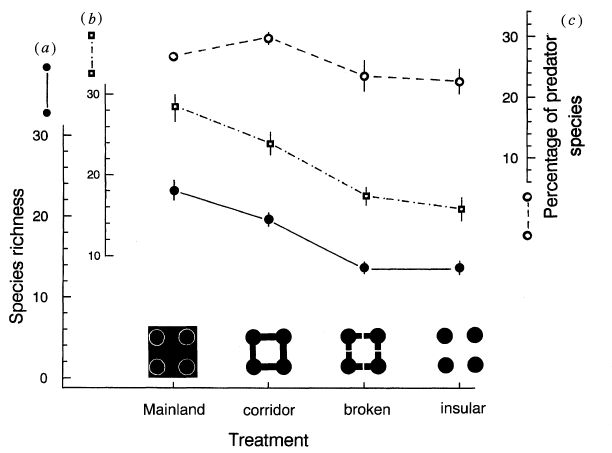 (a)
(b)
(c)
30
20
10
0
Species richness
30
20
10
30
20
10
Percentage of predator
species
Mainland
corridor
broken
insular
Treatment